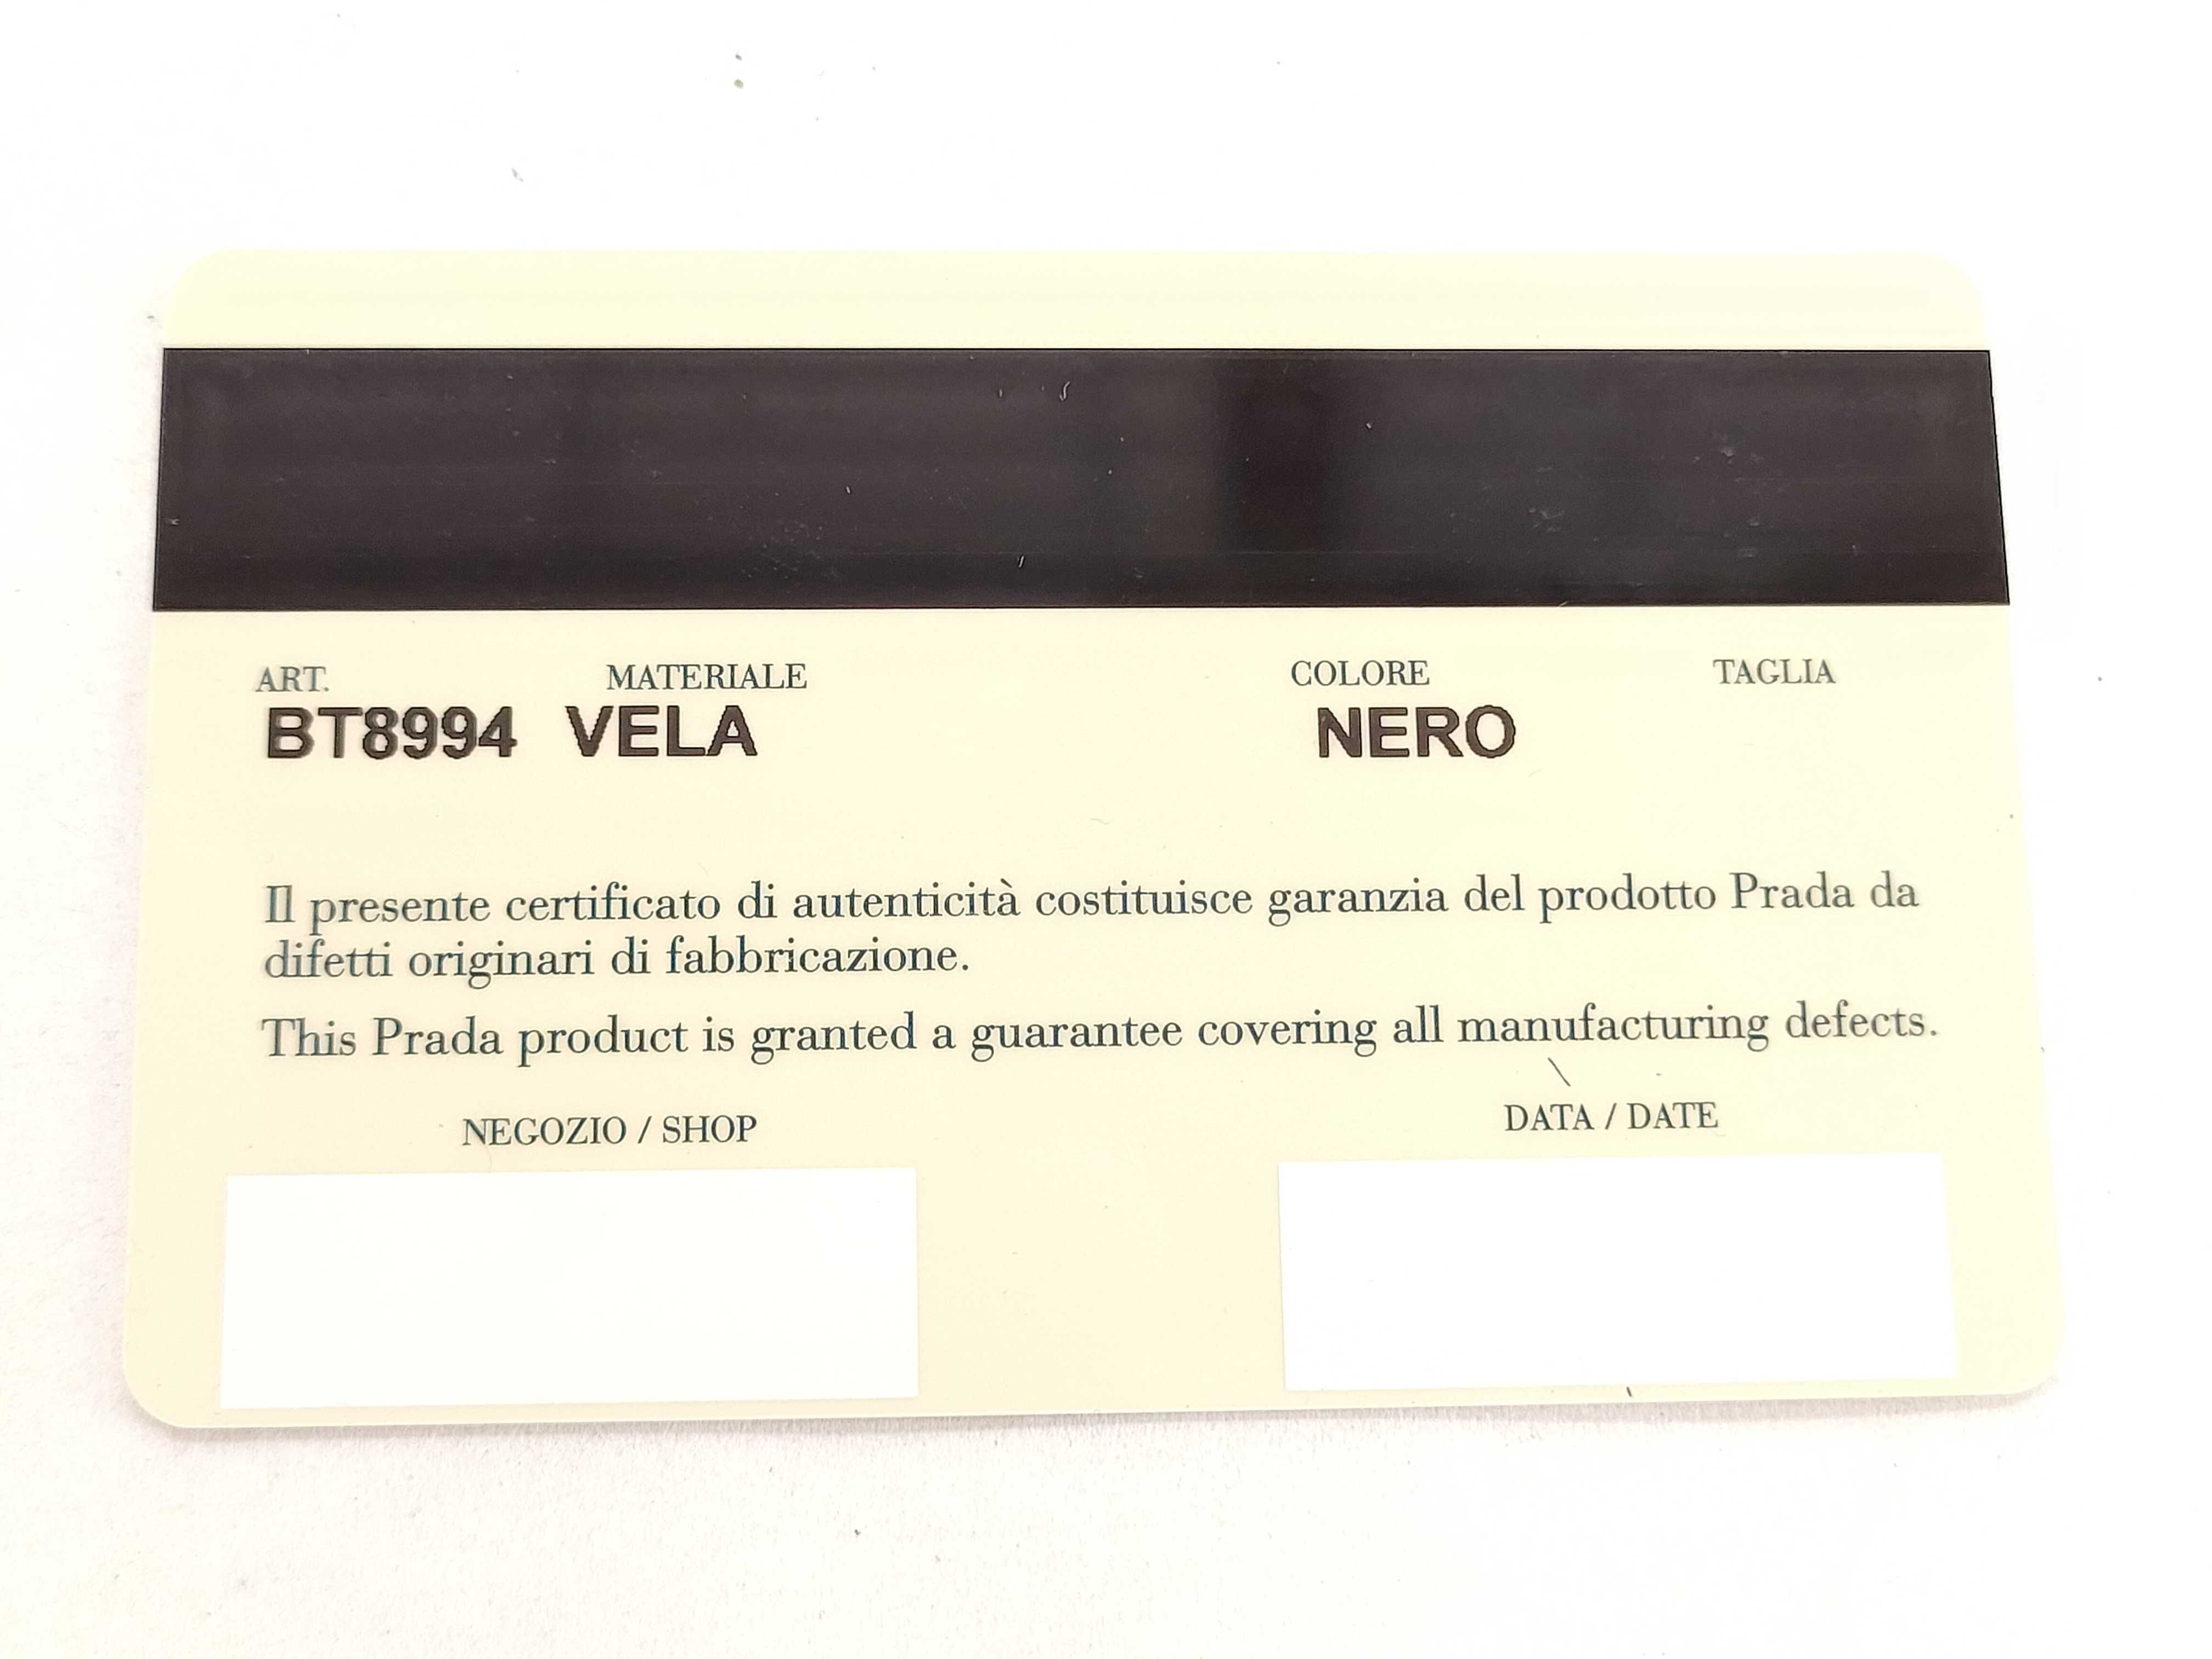 ART. MATERIALE COLORE TAGLIA
BT8994 VELA NERO
Il presente certificato di autenticità costituisce garanzia del prodotto Prada da
difetti originari di fabbricazione.
This Prada product is granted a guarantee covering all manufacturing defects.
NEGOZIO / SHOP DATA / DATE